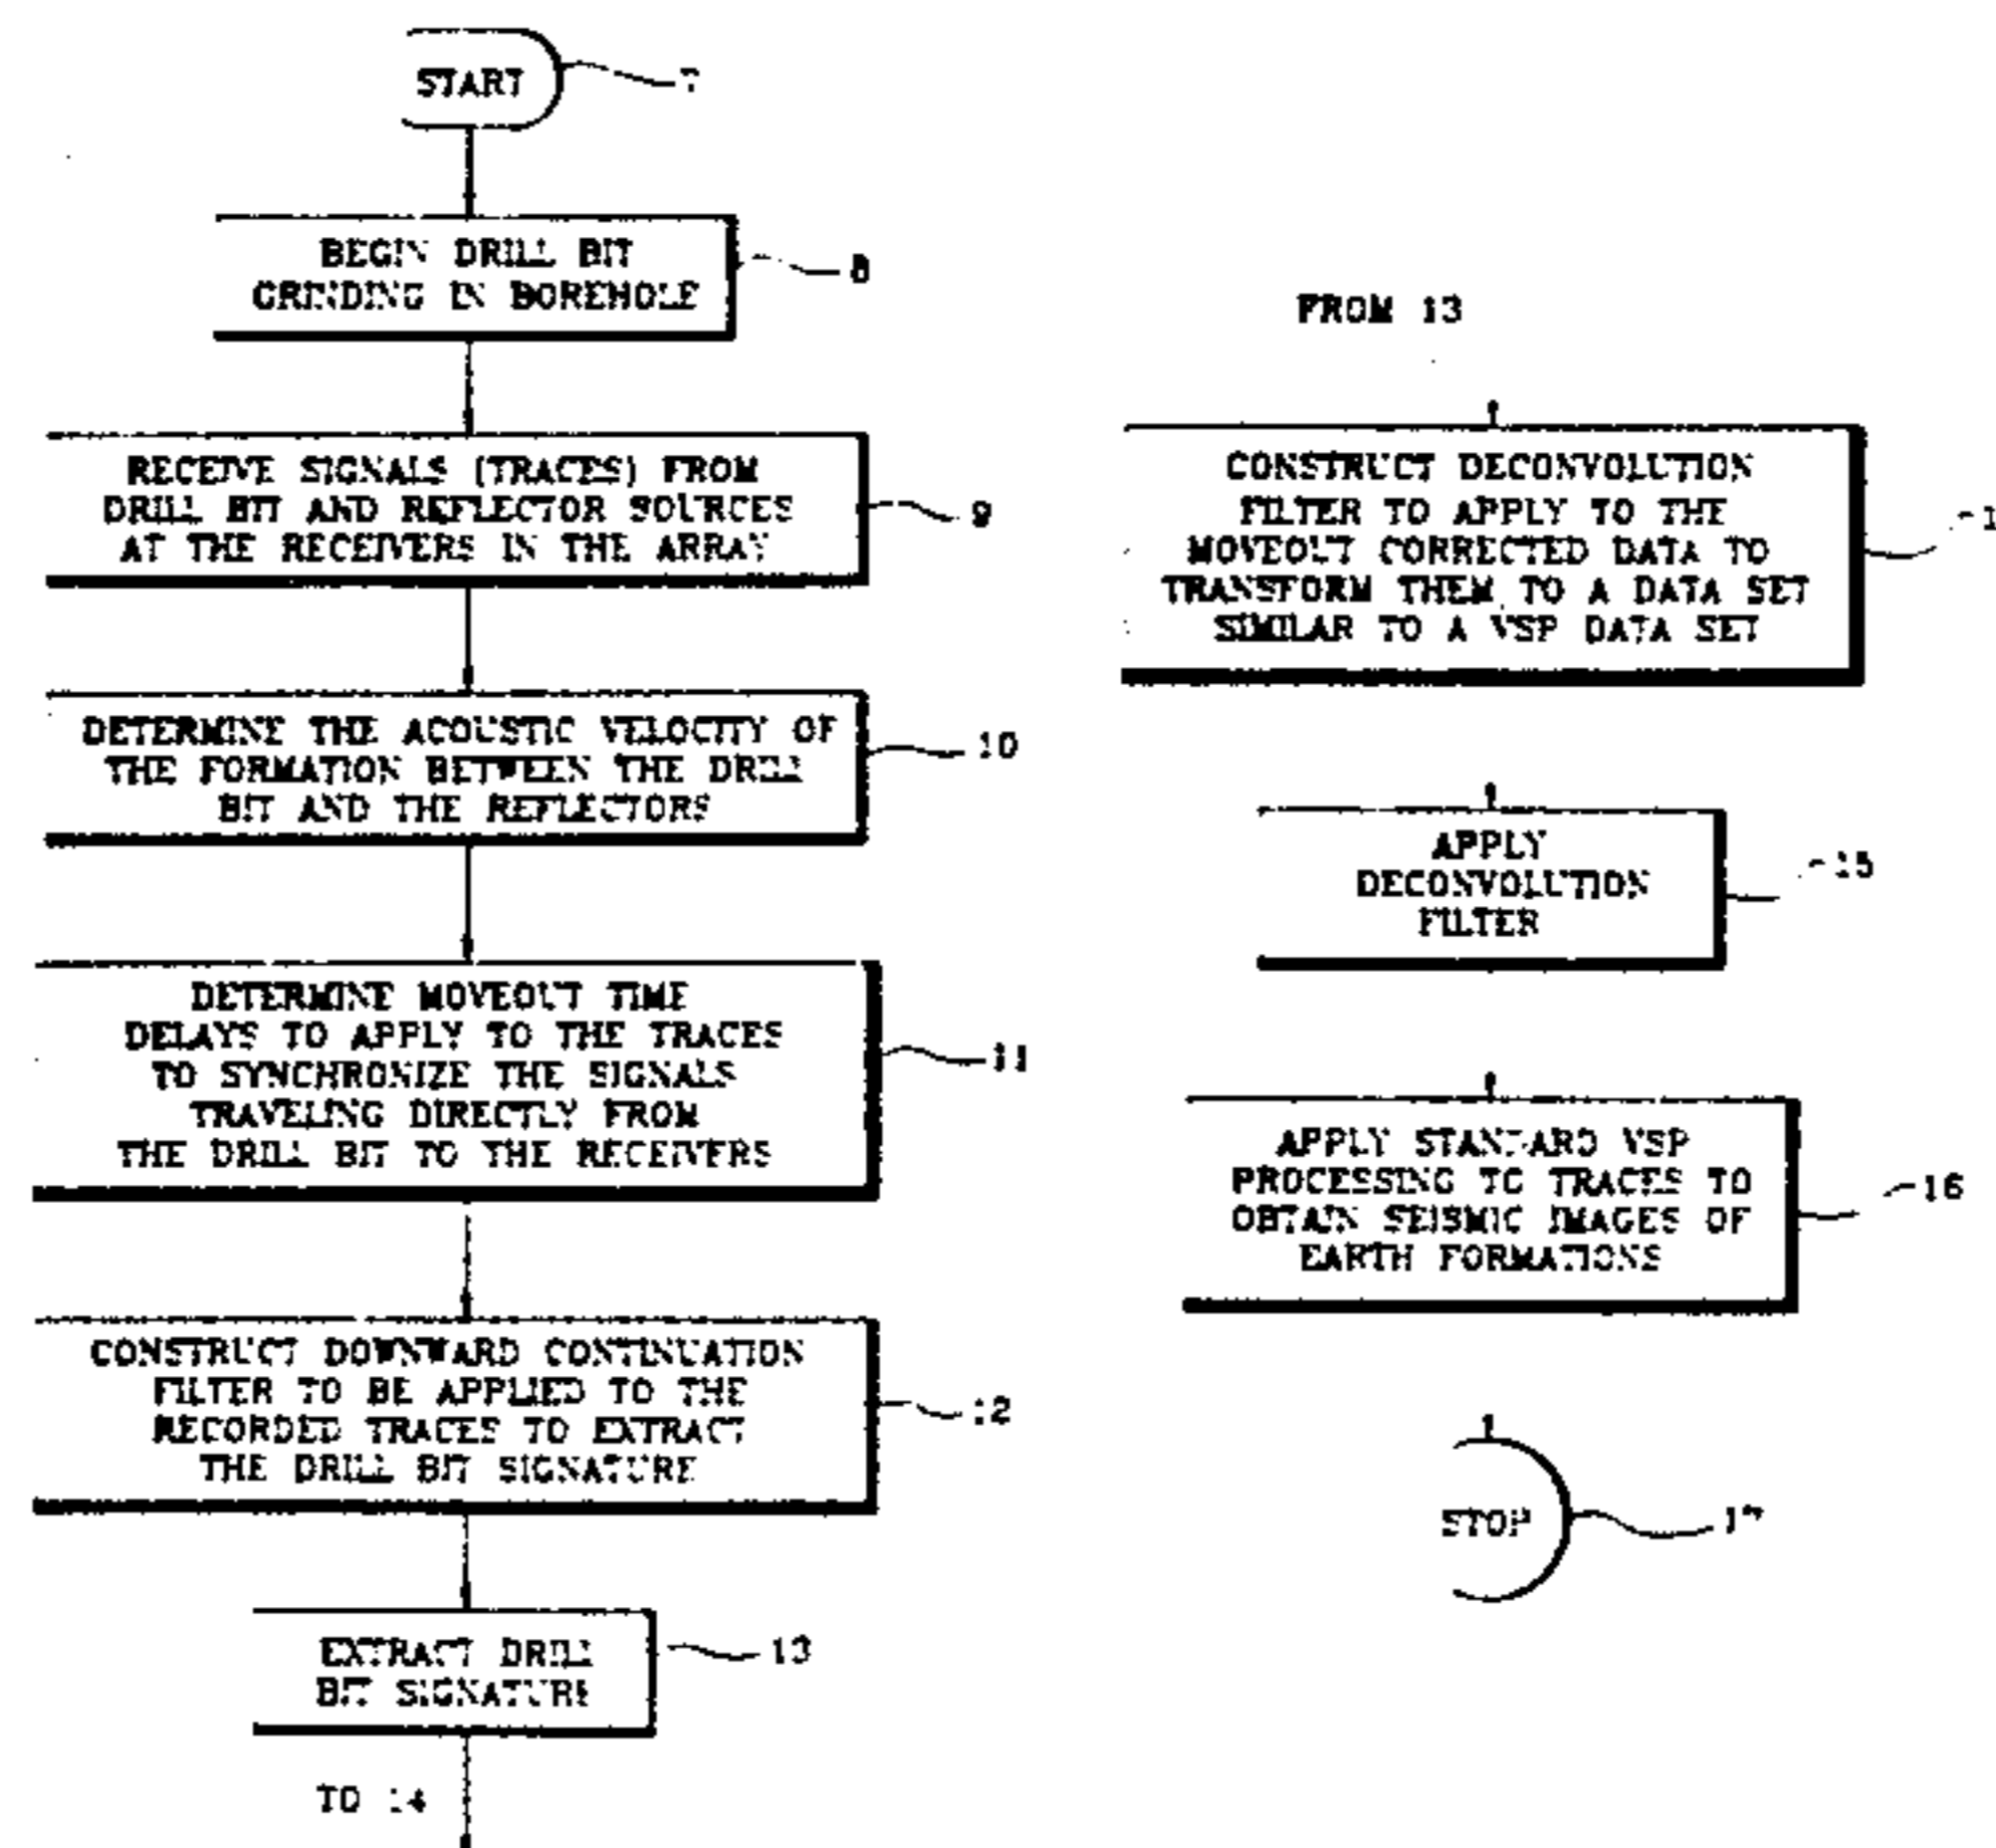 START
7
BEGIN DRILL BIT
GRINDING IN BOREHOLE
8
RECEIVE SIGNALS (TRACES) FROM
DRILL BIT AND REFLECTOR SOURCES
AT THE RECEIVERS IN THE ARRAY
9
DETERMINE THE ACOUSTIC VELOCITY OF
THE FORMATION BETWEEN THE DRILL
BIT AND THE REFLECTORS
10
DETERMINE MOVEOUT TIME
DELAYS TO APPLY TO THE TRACES
TO SYNCHRONIZE THE SIGNALS
TRAVELING DIRECTLY FROM
THE DRILL BIT TO THE RECEIVERS
11
CONSTRUCT DOWNWARD CONTINUATION
FILTER TO BE APPLIED TO THE
RECORDED TRACES TO EXTRACT
THE DRILL BIT SIGNATURE
12
EXTRACT DRILL
BIT SIGNATURE
13
TO 14
FROM 13
CONSTRUCT DECONVOLUTION
FILTER TO APPLY TO THE
MOVEOUT CORRECTED DATA TO
TRANSFORM THEM TO A DATA SET
SIMILAR TO A VSP DATA SET
1
APPLY
DECONVOLUTION
FILTER
15
APPLY STANDARD VSP
PROCESSING TO TRACES TO
OBTAIN SEISMIC IMAGES OF
EARTH FORMATIONS
16
STOP
17